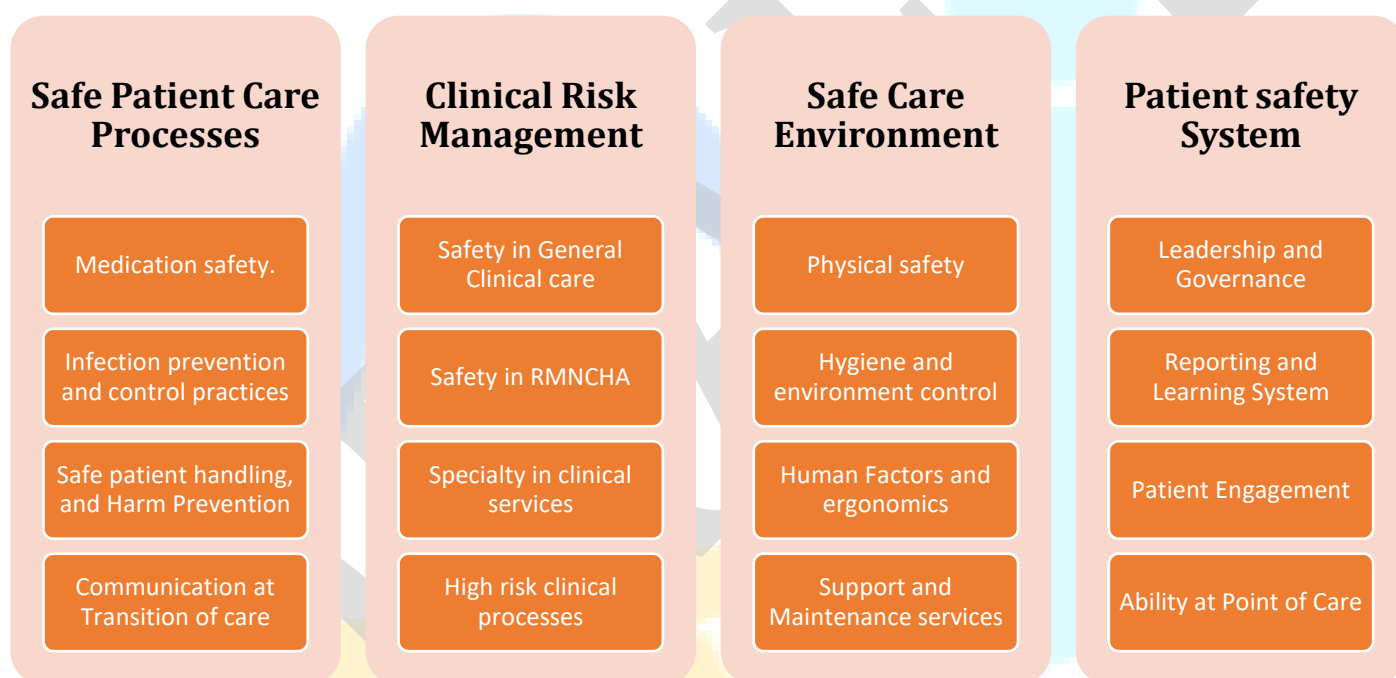 Safe Patient Care
Processes
Medication safety.
Infection prevention
and control practices
Safe patient handling,
and Harm Prevention
Communication at
Transition of care
Clinical Risk
Management
Safety in General
Clinical care
Safety in RMNCHA
Specialty in clinical
services
High risk clinical
processes
Safe Care
Environment
Physical safety
Hygiene and
environment control
Human Factors and
ergonomics
Support and
Maintenance services
Patient safety
System
Leadership and
Governance
Reporting and
Learning System
Patient Engagement
Ability at Point of Care